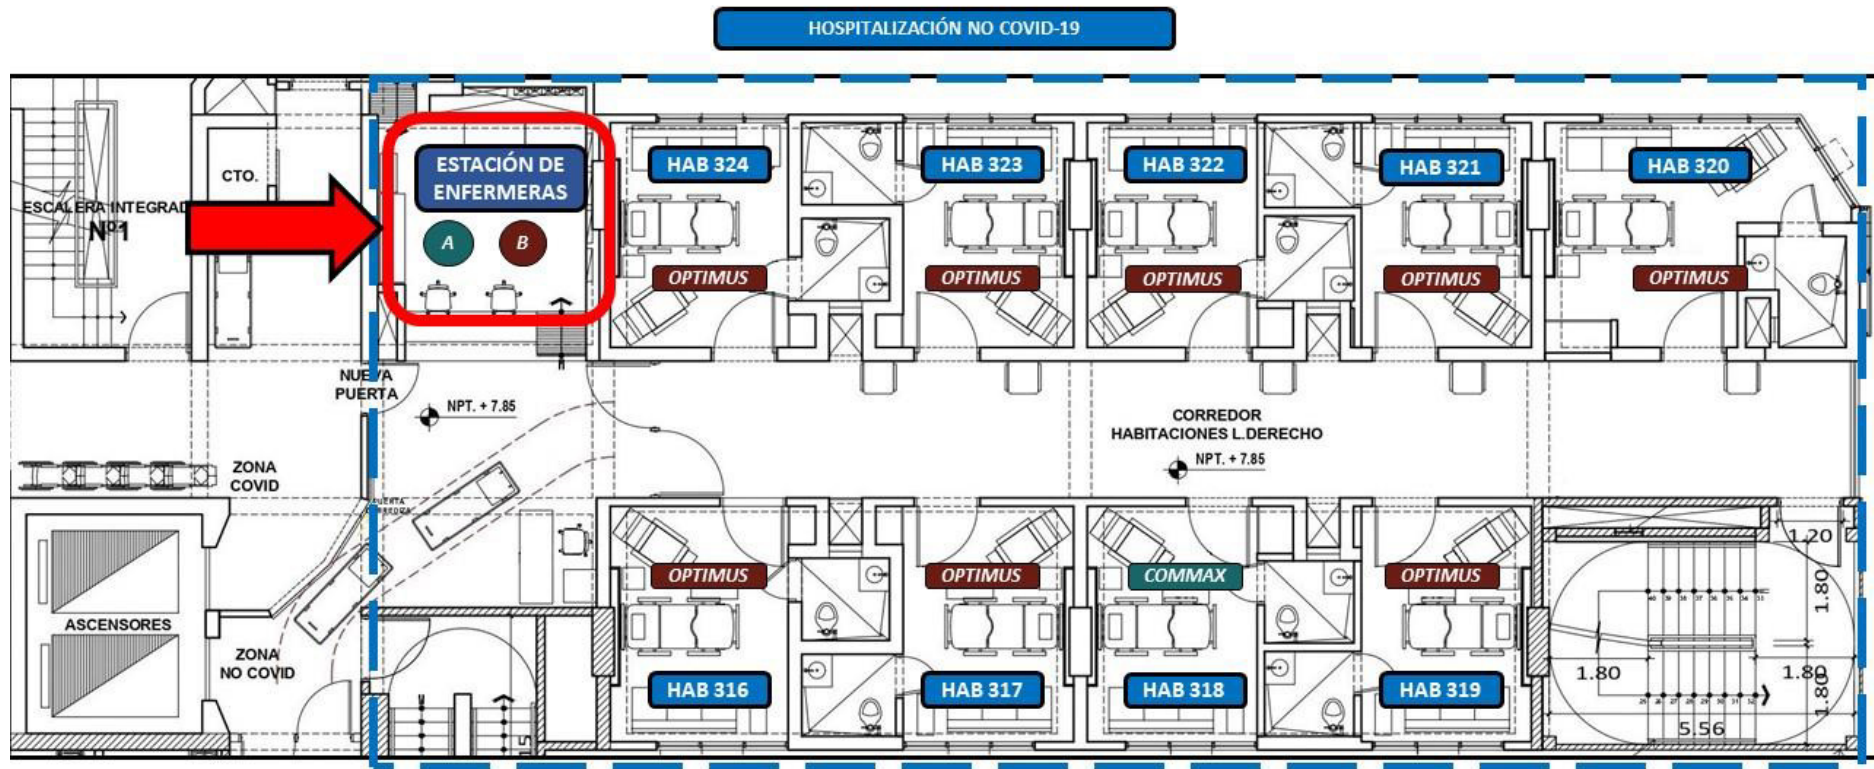 HOSPITALIZACIÓN NO COVID-19
ESTACIÓN DE
ENFERMERAS
A
B
HAB 324
HAB 323
HAB 322
HAB 321
HAB 320
CTO.
ESCALERA INTEGRAD
Nº1
OPTIMUS
OPTIMUS
OPTIMUS
OPTIMUS
OPTIMUS
NUEVA
PUERTA
NPT. + 7.85
CORREDOR
HABITACIONES L.DERECHO
NPT. + 7.85
ZONA
COVID
PUERTA
1.20
OPTIMUS
OPTIMUS
COMMAX
OPTIMUS
1.80
ASCENSORES
ZONA
NO COVID
HAB 316
HAB 317
HAB 318
HAB 319
1.80
1.80
1.80
5.56
15